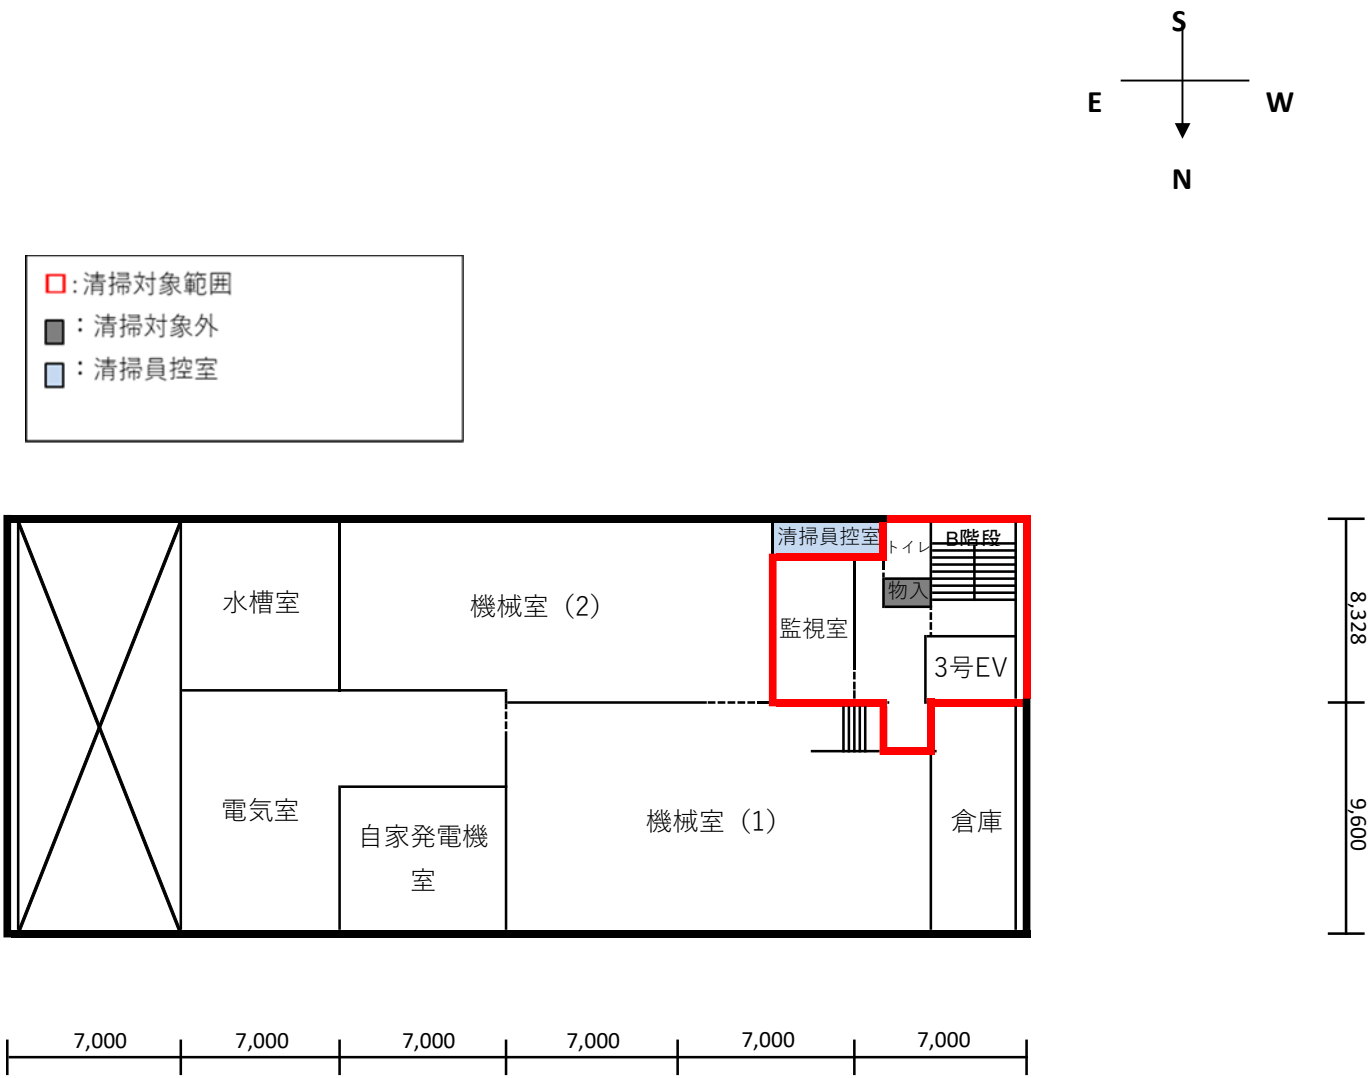 S
E W
N
:清掃対象範囲
：清掃対象外
：清掃員控室
清掃員控室
トイレ
B階段
物入
水槽室
機械室（2）
監視室
3号EV
8,328
電気室
自家発電機
室
機械室（1）
倉庫
9,600
7,000 7,000 7,000 7,000 7,000 7,000